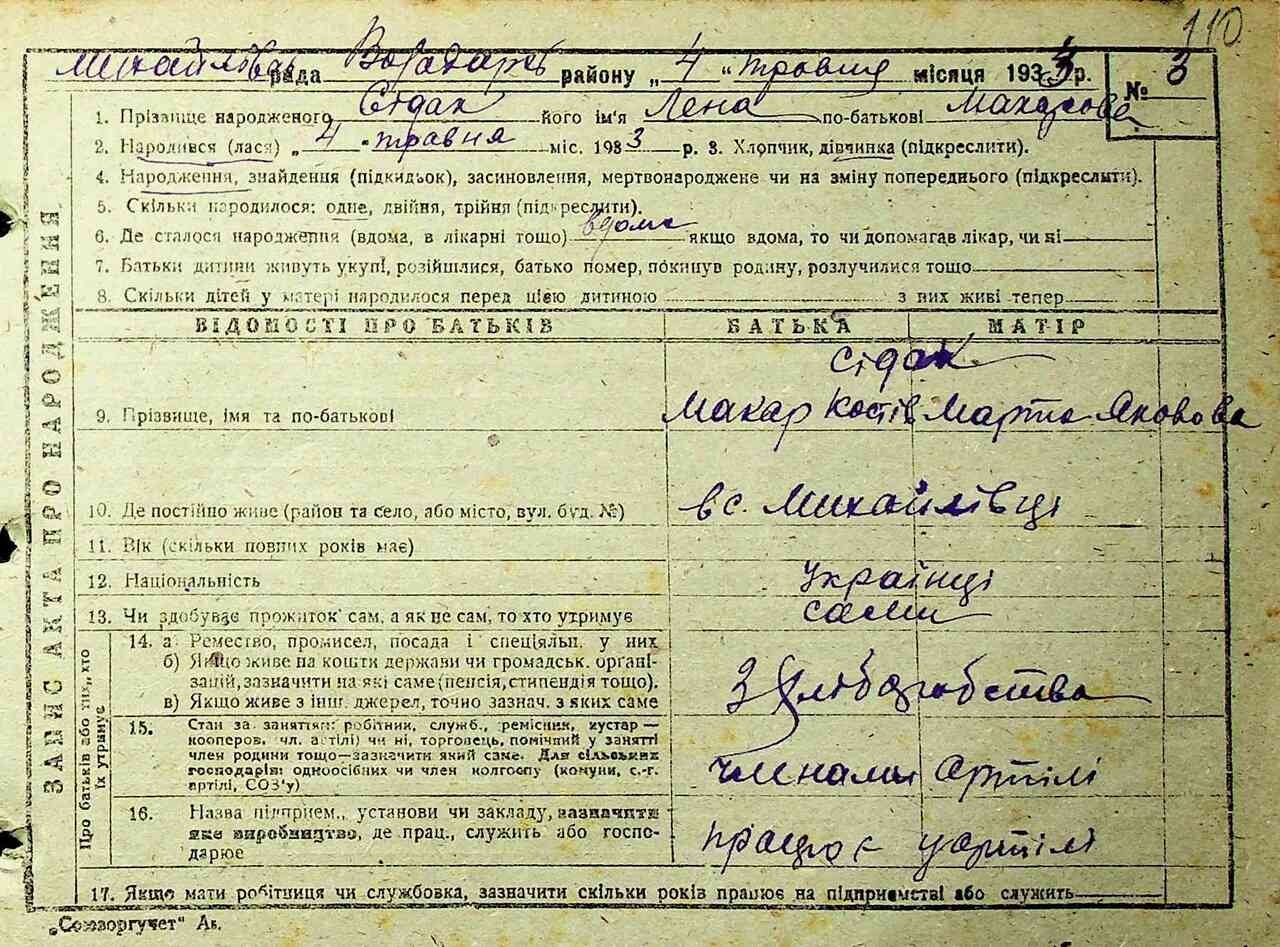 110
Михайлівськ рада Володарсь району „ 4 “ травня місяця 1933 р. № 3
1. Прізвище народженого Сідак його ім'я Лена по-батькові Макарова
2. Народився (лася) „ 4 “ травня міс. 1933 р. 3. Хлопчик, дівчинка (підкреслити).
4. Народження, знайдення (підкидьок), засиновлення, мертвонароджене чи на зміну попереднього (підкреслити).
5. Скільки народилося: одне, двійня, трійня (підкреслити).
6. Де сталося народження (вдома, в лікарні тощо) вдома якщо вдома, то чи допомагав лікар, чи ні
7. Батьки дитини живуть укупі, розійшлися, батько помер, покинув родину, розлучилися тощо
8. Скільки дітей у матері народилося перед цією дитиною з них живі тепер
ЗАПИС АКТА ПРО НАРОДЖЕННЯ
ВІДОМОСТІ ПРО БАТЬКІВ БАТЬКА МАТІР
Сідак
9. Прізвище, імя та по-батькові Макар Костів Марта Яковова
10. Де постійно живе (район та село, або місто, вул. буд. №) в с. Михайлівці
11. Вік (скільки повних років має)
12. Національність Українці
13. Чи здобуває прожиток сам, а як не сам, то хто утримує сами
Про батьків або тих, хто їх утримує
14. а Ремество, промисел, посада і спеціяльн. у них
б) Якщо живе на кошти держави чи громадськ. органі-
зацій, зазначити на які саме (пенсія, стипендія тощо).
в) Якщо живе з інш. джерел, точно зазнач. з яких саме
З Хліборобства
15. Стан за заняттям: робітник, служб., ремісник, кустар —
кооперов. чл. артілі) чи ні, торговець, помічний у занятті
член родини тощо—зазначити який саме. Для сільських
господарів: одноосібних чи член колгоспу (комуни, с.-г.
артілі, СОЗ'у)
членами Артілі
16. Назва підприєм., установи чи закладу, зазначити
яке виробництво, де прац., служить або госпо-
дарює
працює у артілі
17. Якщо мати робітниця чи службовка, зазначити скільки років працює на підприємстві або служить
„Союзоргучет“